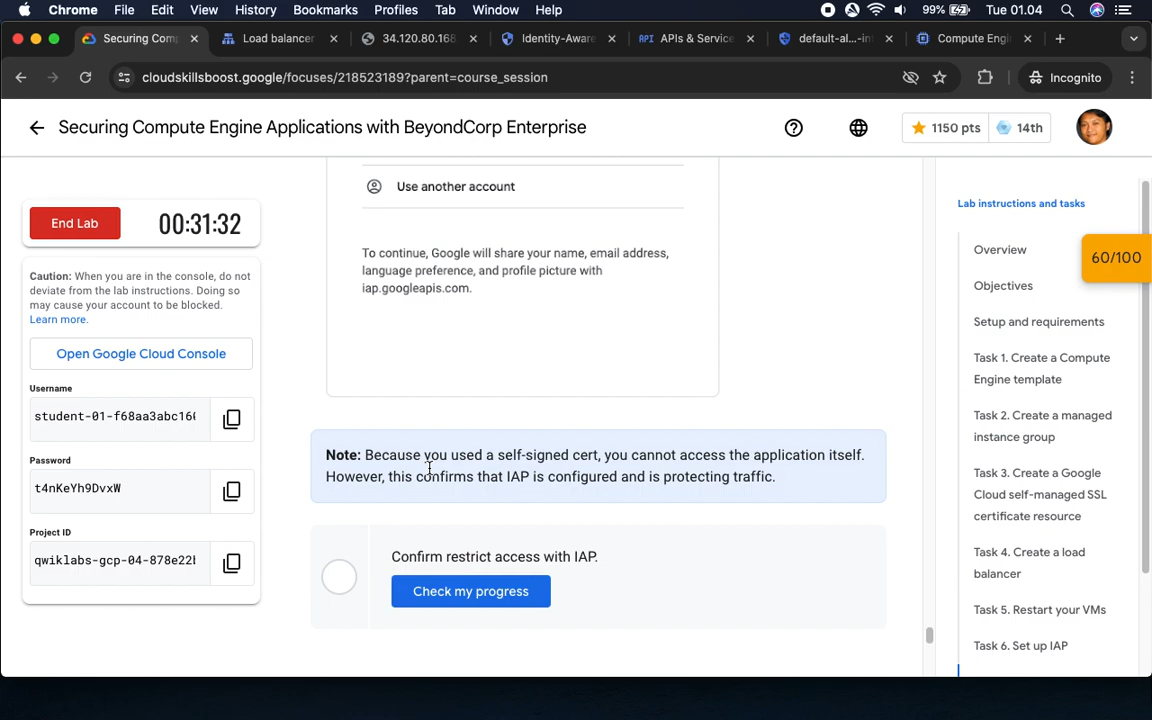 Chrome File Edit View History Bookmarks Profiles Tab Window Help 99% Tue 01.04
Securing Comp Load balancer 34.120.80.168 Identity-Aware API APIs & Service default-al...-in Compute Engi
cloudskillsboost.google/focuses/218523189?parent=course_session Incognito
Securing Compute Engine Applications with BeyondCorp Enterprise 1150 pts 14th
End Lab 00:31:32
Caution: When you are in the console, do not
deviate from the lab instructions. Doing so
may cause your account to be blocked.
Learn more.
Open Google Cloud Console
Username
student-01-f68aa3abc16
Password
t4nKeYh9DvxW
Project ID
qwiklabs-gcp-04-878e22
Use another account
To continue, Google will share your name, email address,
language preference, and profile picture with
iap.googleapis.com.
Note: Because you used a self-signed cert, you cannot access the application itself.
However, this confirms that IAP is configured and is protecting traffic.
Confirm restrict access with IAP.
Check my progress
Lab instructions and tasks
60/100
Overview
Objectives
Setup and requirements
Task 1. Create a Compute
Engine template
Task 2. Create a managed
instance group
Task 3. Create a Google
Cloud self-managed SSL
certificate resource
Task 4. Create a load
balancer
Task 5. Restart your VMs
Task 6. Set up IAP